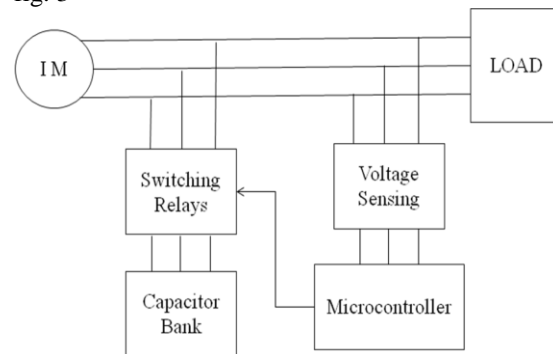 fig. 3
I M
LOAD
Switching
Relays
Voltage
Sensing
Capacitor
Bank
Microcontroller